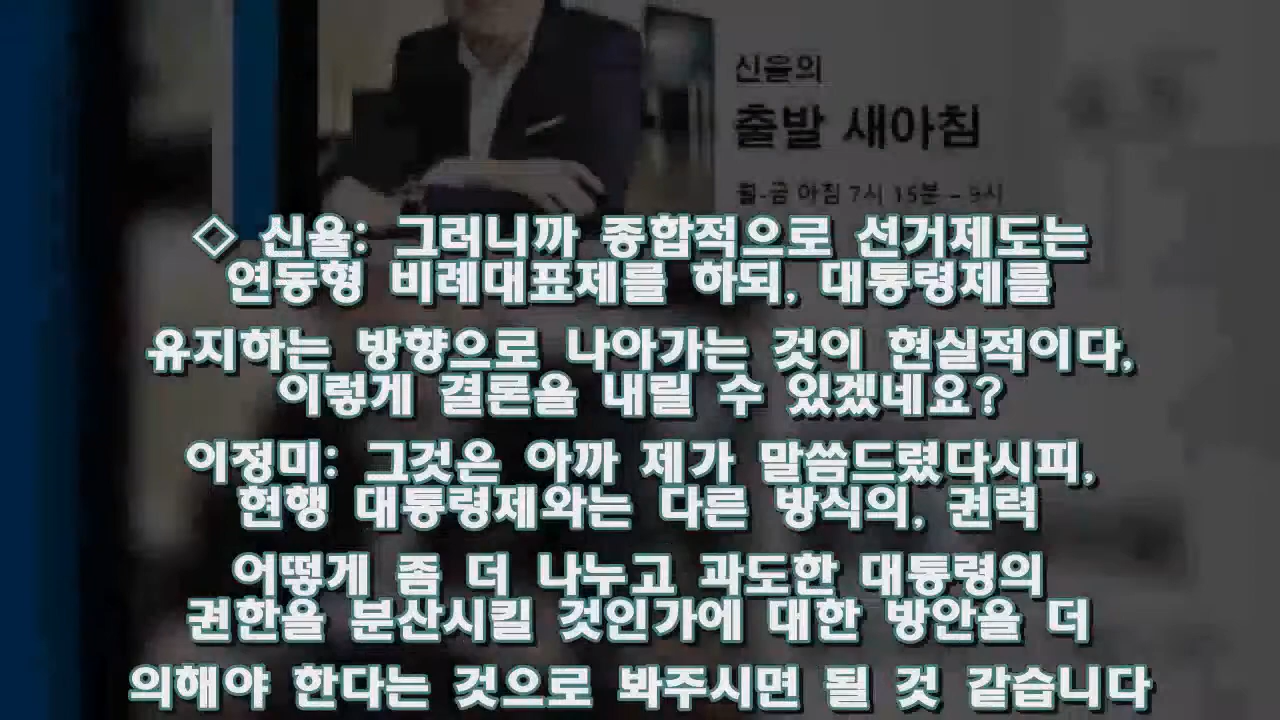 신율의
출발 새아침
월-금 아침 7시 15분 – 9시
◇ 신율: 그러니까 종합적으로 선거제도는
연동형 비례대표제를 하되, 대통령제를
유지하는 방향으로 나아가는 것이 현실적이다,
이렇게 결론을 내릴 수 있겠네요?
이정미: 그것은 아까 제가 말씀드렸다시피,
현행 대통령제와는 다른 방식의, 권력
어떻게 좀 더 나누고 과도한 대통령의
권한을 분산시킬 것인가에 대한 방안을 더
의해야 한다는 것으로 봐주시면 될 것 같습니다